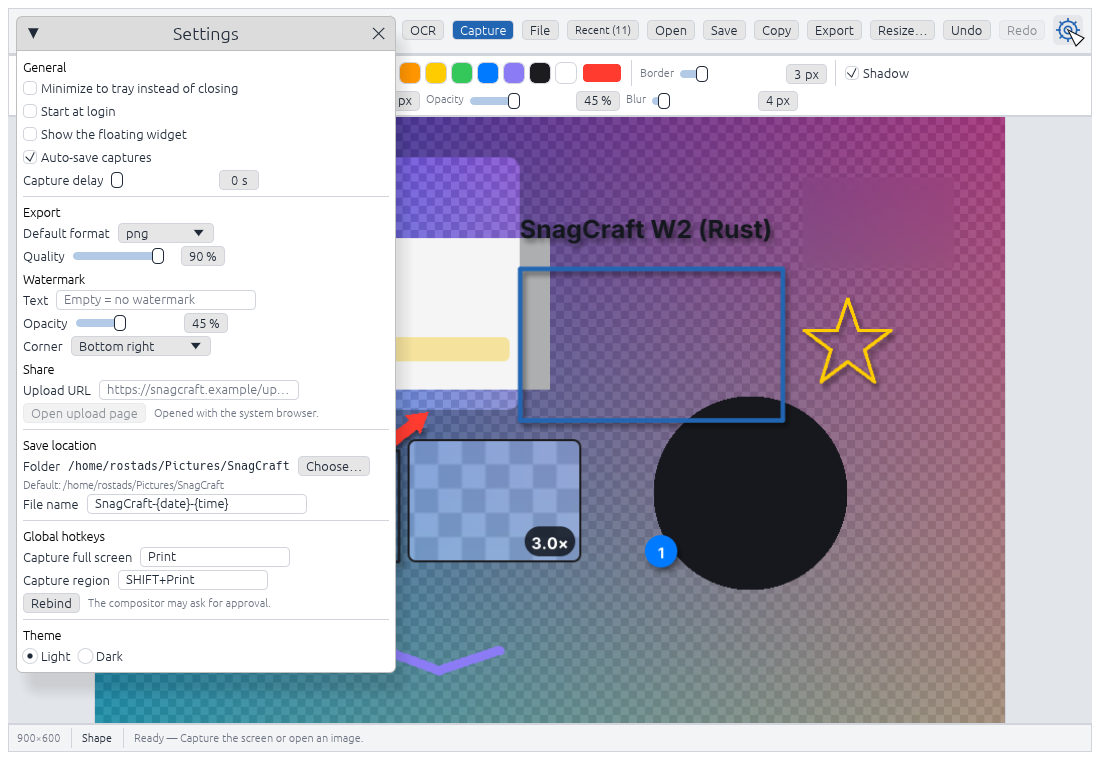 Settings
OCR Capture File Recent (11) Open Save Copy Export Resize... Undo Redo
Border 3 px Shadow
px Opacity 45 % Blur 4 px
General
Minimize to tray instead of closing
Start at login
Show the floating widget
Auto-save captures
Capture delay 0 s
Export
Default format png
Quality 90 %
Watermark
Text Empty = no watermark
Opacity 45 %
Corner Bottom right
Share
Upload URL https://snagcraft.example/up...
Open upload page Opened with the system browser.
Save location
Folder /home/rostads/Pictures/SnagCraft Choose...
Default: /home/rostads/Pictures/SnagCraft
File name SnagCraft-{date}-{time}
Global hotkeys
Capture full screen Print
Capture region SHIFT+Print
Rebind The compositor may ask for approval.
Theme
Light Dark
SnagCraft W2 (Rust)
3.0×
1
900×600 Shape Ready — Capture the screen or open an image.